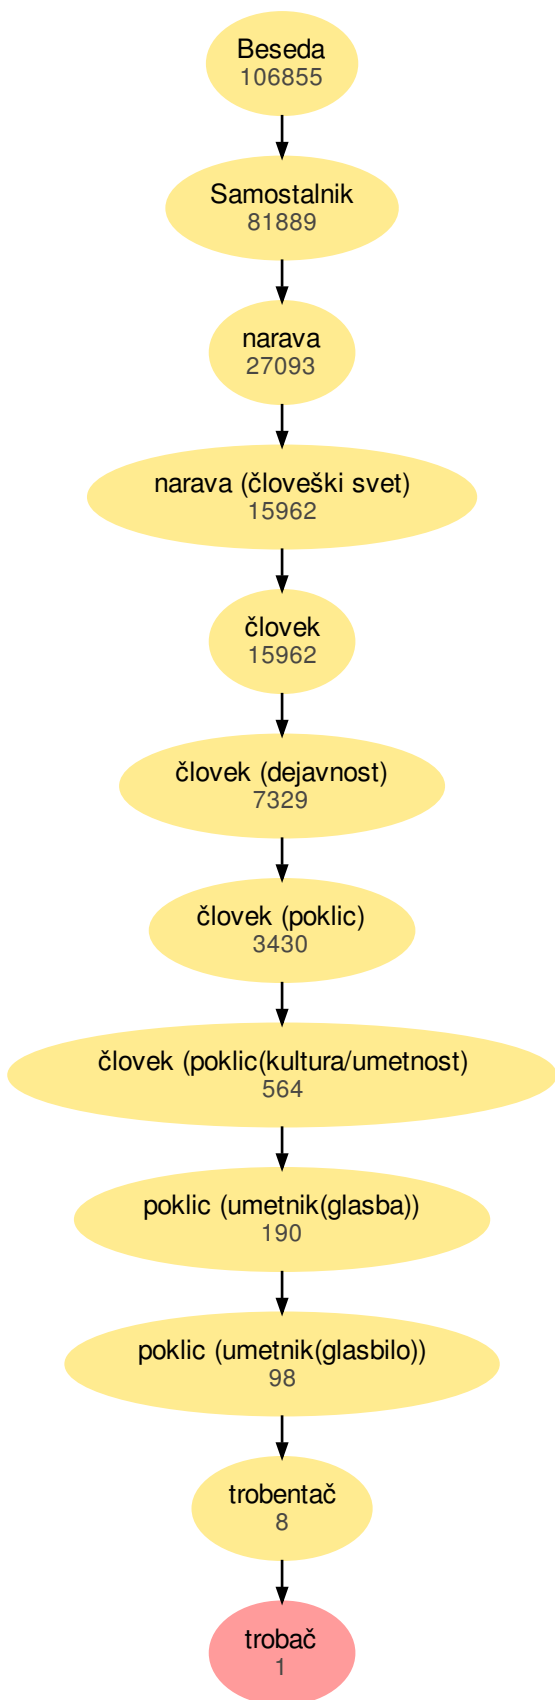 Beseda
106855
Samostalnik
81889
narava
27093
narava (človeški svet)
15962
človek
15962
človek (dejavnost)
7329
človek (poklic)
3430
človek (poklic(kultura/umetnost)
564
poklic (umetnik(glasba))
190
poklic (umetnik(glasbilo))
98
trobentač
8
trobač
1